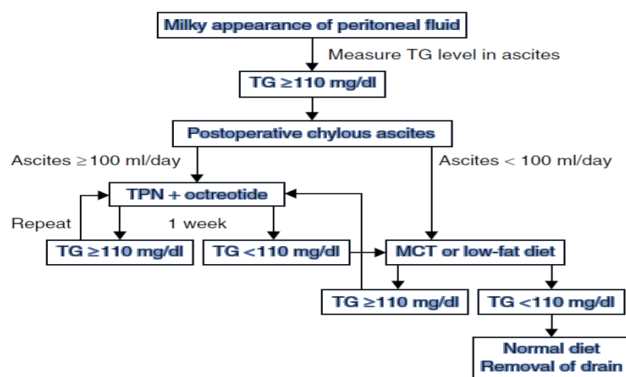 Milky appearance of peritoneal fluid
Measure TG level in ascites
TG ≥110 mg/dl
Postoperative chylous ascites
Ascites ≥100 ml/day
Ascites < 100 ml/day
TPN + octreotide
Repeat
1 week
TG ≥110 mg/dl
TG <110 mg/dl
MCT or low-fat diet
TG ≥110 mg/dl
TG <110 mg/dl
Normal diet
Removal of drain